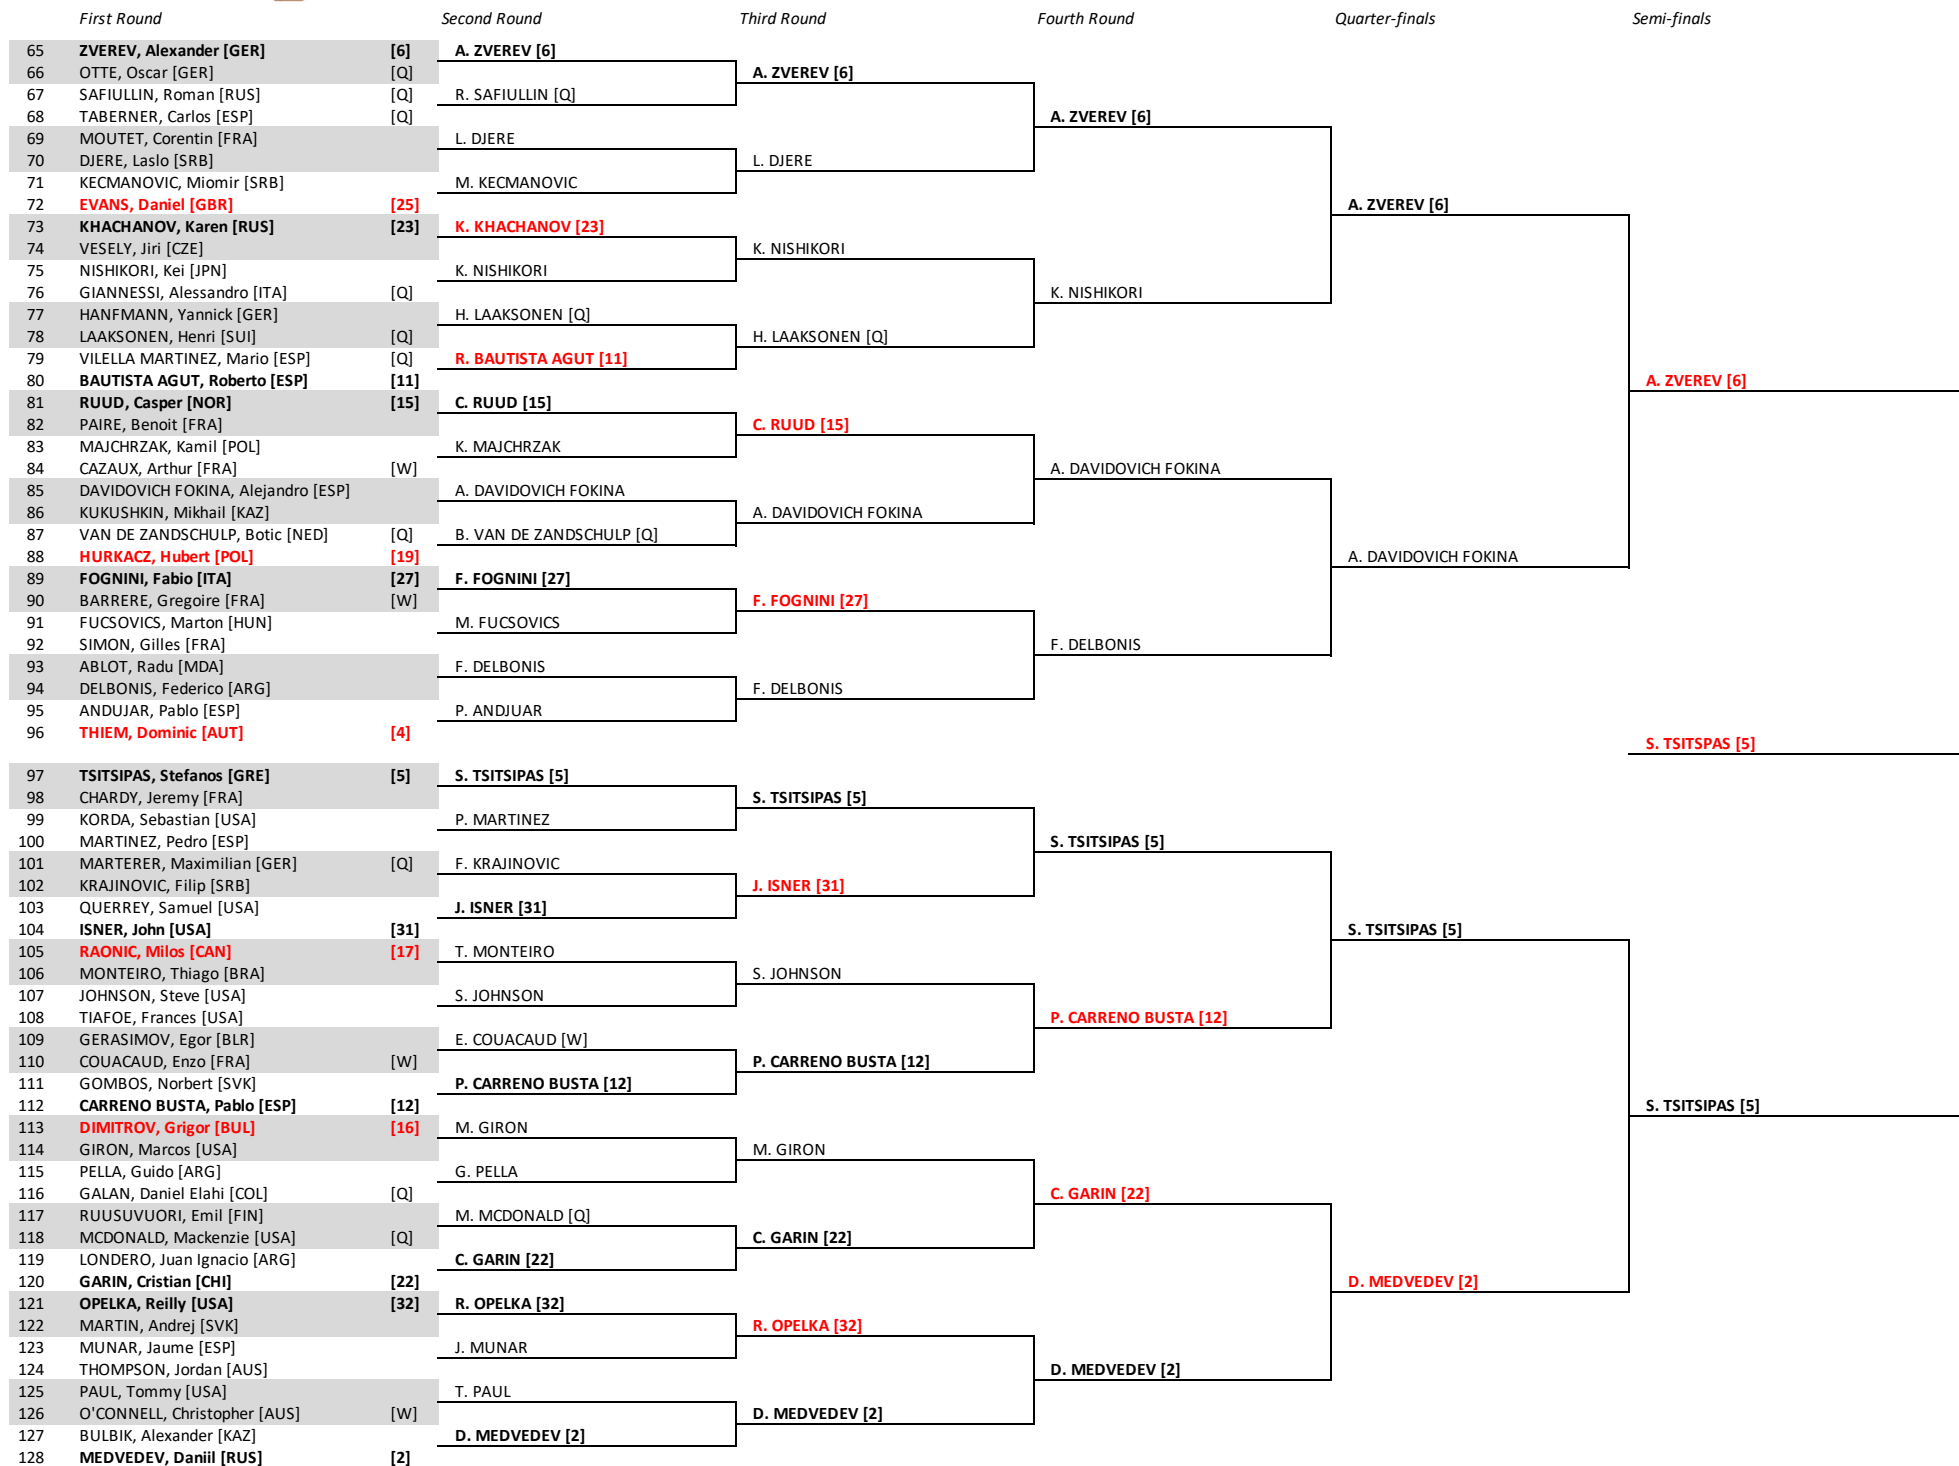 First Round Second Round Third Round Fourth Round Quarter-finals Semi-finals
65 ZVEREV, Alexander [GER] [6] A. ZVEREV [6]
66 OTTE, Oscar [GER] [Q] A. ZVEREV [6]
67 SAFIULLIN, Roman [RUS] [Q] R. SAFIULLIN [Q]
68 TABERNER, Carlos [ESP] [Q] A. ZVEREV [6]
69 MOUTET, Corentin [FRA] L. DJERE
70 DJERE, Laslo [SRB] L. DJERE
71 KECMANOVIC, Miomir [SRB] M. KECMANOVIC
72 EVANS, Daniel [GBR] [25] A. ZVEREV [6]
73 KHACHANOV, Karen [RUS] [23] K. KHACHANOV [23]
74 VESELY, Jiri [CZE] K. NISHIKORI
75 NISHIKORI, Kei [JPN] K. NISHIKORI
76 GIANNESSI, Alessandro [ITA] [Q] K. NISHIKORI
77 HANFMANN, Yannick [GER] H. LAAKSONEN [Q]
78 LAAKSONEN, Henri [SUI] [Q] H. LAAKSONEN [Q]
79 VILELLA MARTINEZ, Mario [ESP] [Q] R. BAUTISTA AGUT [11]
80 BAUTISTA AGUT, Roberto [ESP] [11] A. ZVEREV [6]
81 RUUD, Casper [NOR] [15] C. RUUD [15]
82 PAIRE, Benoit [FRA] C. RUUD [15]
83 MAJCHRZAK, Kamil [POL] K. MAJCHRZAK
84 CAZAUX, Arthur [FRA] [W] A. DAVIDOVICH FOKINA
85 DAVIDOVICH FOKINA, Alejandro [ESP] A. DAVIDOVICH FOKINA
86 KUKUSHKIN, Mikhail [KAZ] A. DAVIDOVICH FOKINA
87 VAN DE ZANDSCHULP, Botic [NED] [Q] B. VAN DE ZANDSCHULP [Q]
88 HURKACZ, Hubert [POL] [19] A. DAVIDOVICH FOKINA
89 FOGNINI, Fabio [ITA] [27] F. FOGNINI [27]
90 BARRERE, Gregoire [FRA] [W] F. FOGNINI [27]
91 FUCSOVICS, Marton [HUN] M. FUCSOVICS
92 SIMON, Gilles [FRA] F. DELBONIS
93 ABLOT, Radu [MDA] F. DELBONIS
94 DELBONIS, Federico [ARG] F. DELBONIS
95 ANDUJAR, Pablo [ESP] P. ANDJUAR
96 THIEM, Dominic [AUT] [4]
S. TSITSPAS [5]
97 TSITSIPAS, Stefanos [GRE] [5] S. TSITSIPAS [5]
98 CHARDY, Jeremy [FRA] S. TSITSIPAS [5]
99 KORDA, Sebastian [USA] P. MARTINEZ
100 MARTINEZ, Pedro [ESP] S. TSITSIPAS [5]
101 MARTERER, Maximilian [GER] [Q] F. KRAJINOVIC
102 KRAJINOVIC, Filip [SRB] J. ISNER [31]
103 QUERREY, Samuel [USA] J. ISNER [31]
104 ISNER, John [USA] [31] S. TSITSIPAS [5]
105 RAONIC, Milos [CAN] [17] T. MONTEIRO
106 MONTEIRO, Thiago [BRA] S. JOHNSON
107 JOHNSON, Steve [USA] S. JOHNSON
108 TIAFOE, Frances [USA] P. CARRENO BUSTA [12]
109 GERASIMOV, Egor [BLR] E. COUACAUD [W]
110 COUACAUD, Enzo [FRA] [W] P. CARRENO BUSTA [12]
111 GOMBOS, Norbert [SVK] P. CARRENO BUSTA [12]
112 CARRENO BUSTA, Pablo [ESP] [12] S. TSITSIPAS [5]
113 DIMITROV, Grigor [BUL] [16] M. GIRON
114 GIRON, Marcos [USA] M. GIRON
115 PELLA, Guido [ARG] G. PELLA
116 GALAN, Daniel Elahi [COL] [Q] C. GARIN [22]
117 RUUSUVUORI, Emil [FIN] M. MCDONALD [Q]
118 MCDONALD, Mackenzie [USA] [Q] C. GARIN [22]
119 LONDERO, Juan Ignacio [ARG] C. GARIN [22]
120 GARIN, Cristian [CHI] [22] D. MEDVEDEV [2]
121 OPELKA, Reilly [USA] [32] R. OPELKA [32]
122 MARTIN, Andrej [SVK] R. OPELKA [32]
123 MUNAR, Jaume [ESP] J. MUNAR
124 THOMPSON, Jordan [AUS] D. MEDVEDEV [2]
125 PAUL, Tommy [USA] T. PAUL
126 O'CONNELL, Christopher [AUS] [W] D. MEDVEDEV [2]
127 BULBIK, Alexander [KAZ] D. MEDVEDEV [2]
128 MEDVEDEV, Daniil [RUS] [2]